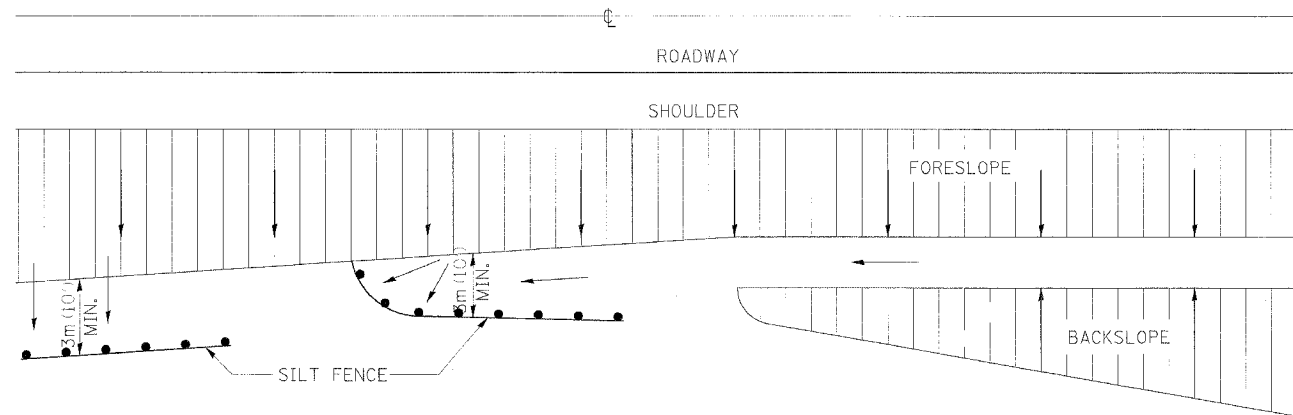 ℄
ROADWAY
SHOULDER
FORESLOPE
3m (10')
MIN.
3m (10')
MIN.
BACKSLOPE
SILT FENCE